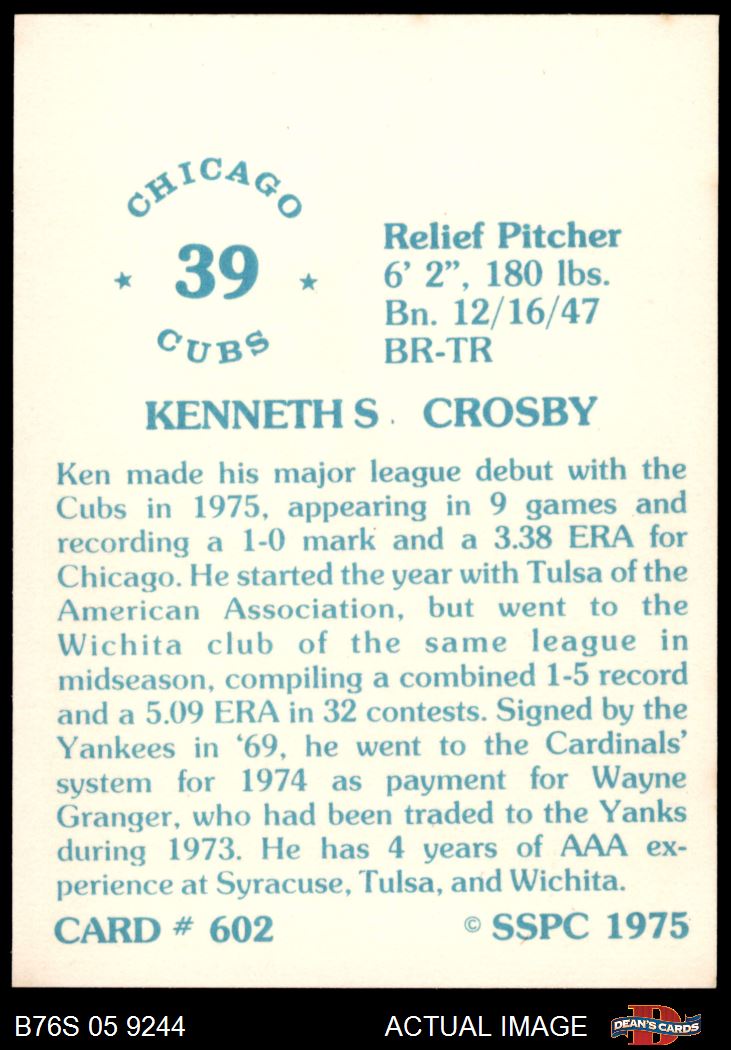 CHICAGO
39
CUBS
Relief Pitcher
6' 2", 180 lbs.
Bn. 12/16/47
BR-TR
KENNETH S. CROSBY
Ken made his major league debut with the
Cubs in 1975, appearing in 9 games and
recording a 1-0 mark and a 3.38 ERA for
Chicago. He started the year with Tulsa of the
American Association, but went to the
Wichita club of the same league in
midseason, compiling a combined 1-5 record
and a 5.09 ERA in 32 contests. Signed by the
Yankees in '69, he went to the Cardinals'
system for 1974 as payment for Wayne
Granger, who had been traded to the Yanks
during 1973. He has 4 years of AAA ex-
perience at Syracuse, Tulsa, and Wichita.
CARD # 602 © SSPC 1975
B76S 05 9244 ACTUAL IMAGE DEAN'S CARDS